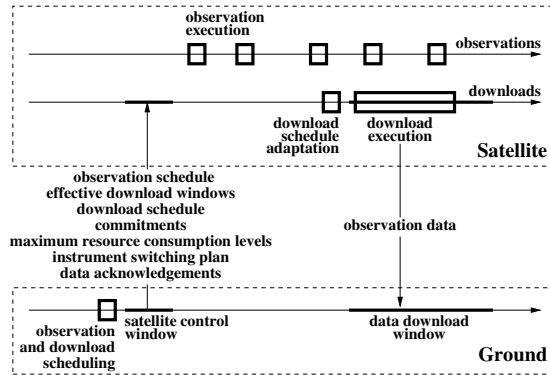 observation
execution
observations
downloads
download
schedule
adaptation
download
execution
Satellite
observation schedule
effective download windows
download schedule
commitments
maximum resource consumption levels
instrument switching plan
data acknowledgements
observation data
observation
and download
scheduling
satellite control
window
data download
window
Ground